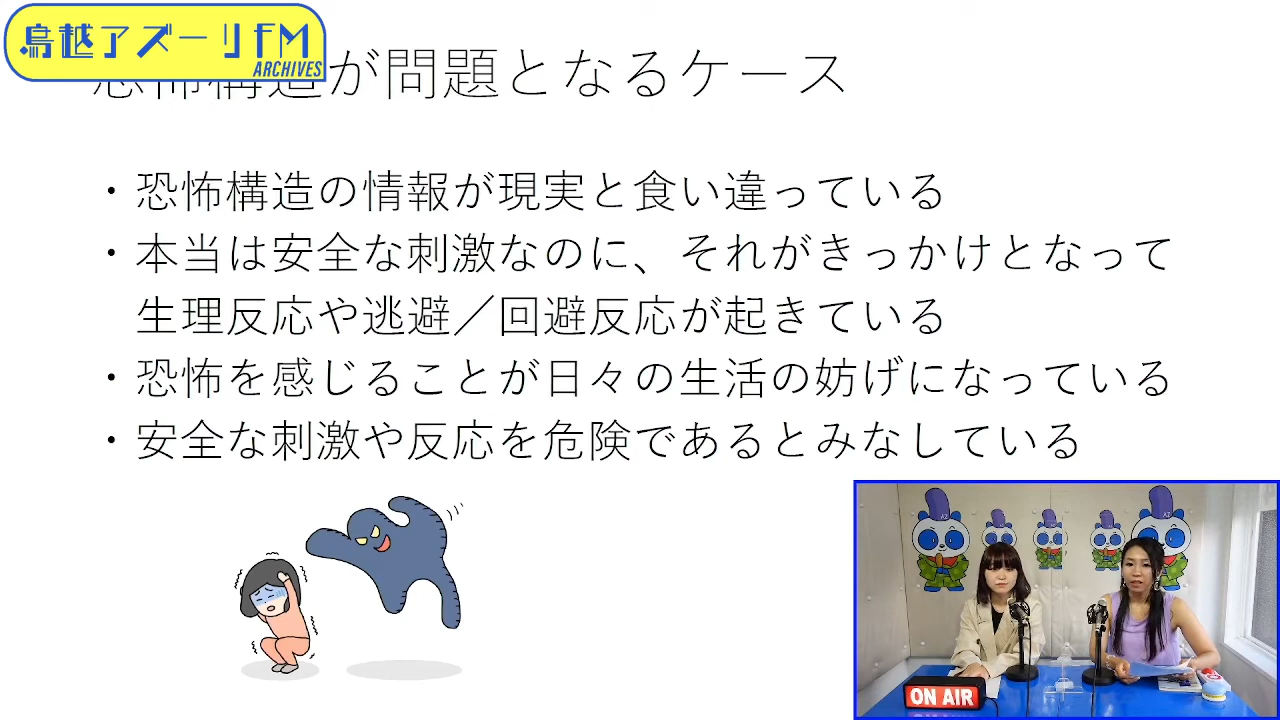 鳥越アズーリFM
ARCHIVES
恐怖構造が問題となるケース
・恐怖構造の情報が現実と食い違っている
・本当は安全な刺激なのに、それがきっかけとなって
生理反応や逃避／回避反応が起きている
・恐怖を感じることが日々の生活の妨げになっている
・安全な刺激や反応を危険であるとみなしている
ON AIR